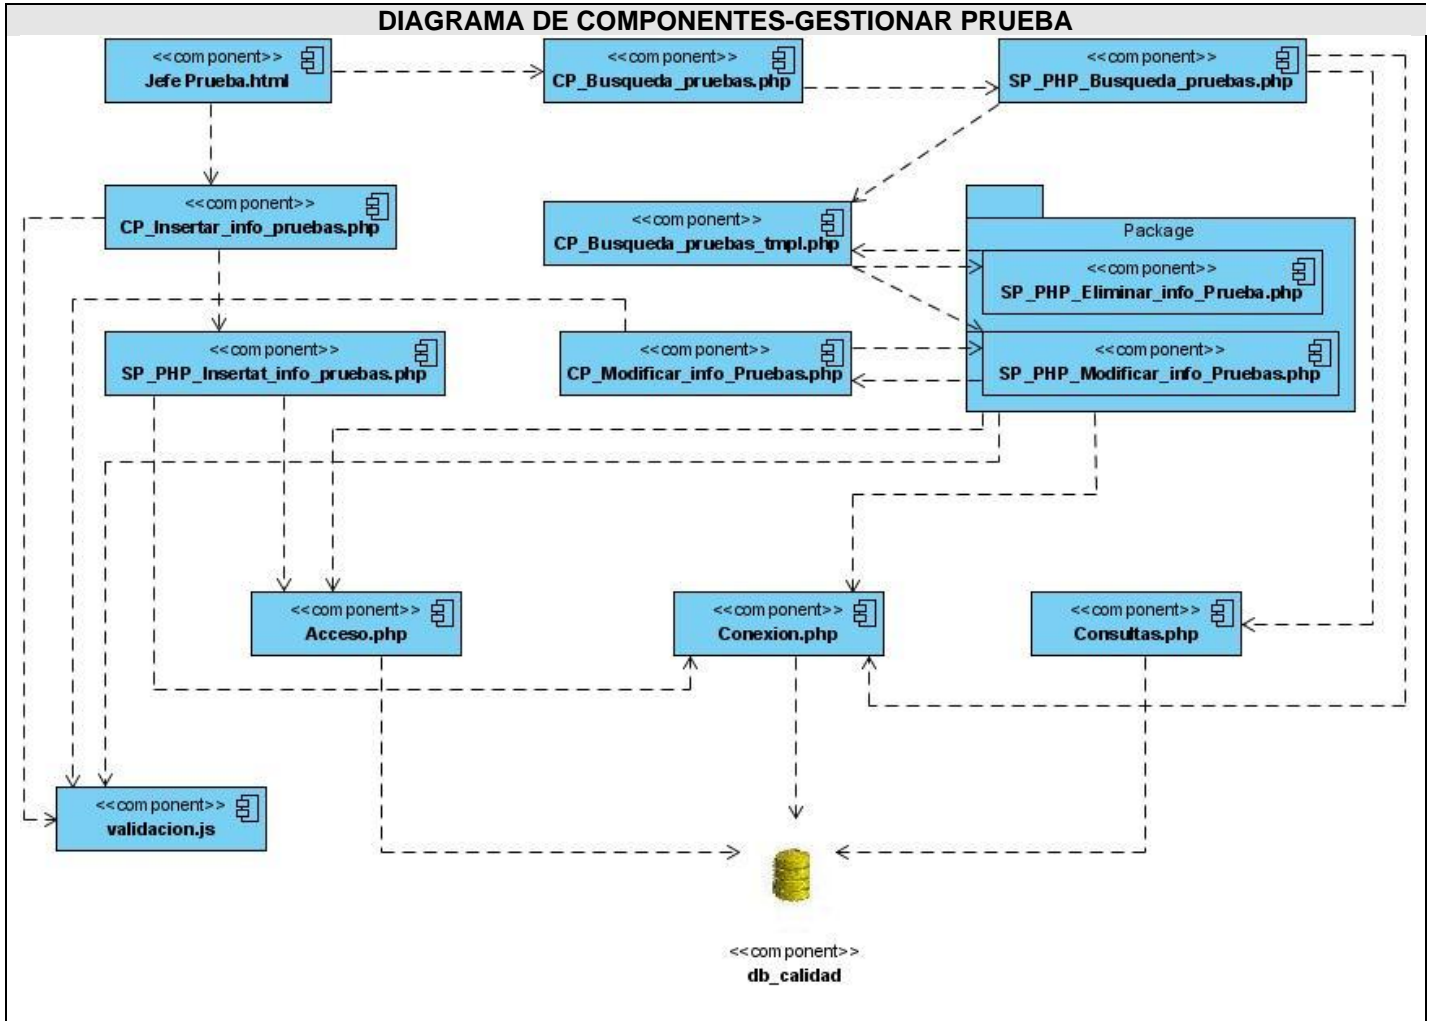 DIAGRAMA DE COMPONENTES-GESTIONAR PRUEBA
<<component>>
Jefe Prueba.html
<<component>>
CP_Busqueda_pruebas.php
<<component>>
SP_PHP_Busqueda_pruebas.php
<<component>>
CP_Insertar_info_pruebas.php
<<component>>
CP_Busqueda_pruebas_tmpl.php
Package
<<component>>
SP_PHP_Eliminar_info_Prueba.php
<<component>>
SP_PHP_Insertat_info_pruebas.php
<<component>>
CP_Modificar_info_Pruebas.php
<<component>>
SP_PHP_Modificar_info_Pruebas.php
<<component>>
Acceso.php
<<component>>
Conexion.php
<<component>>
Consultas.php
<<component>>
validacion.js
<<component>>
db_calidad